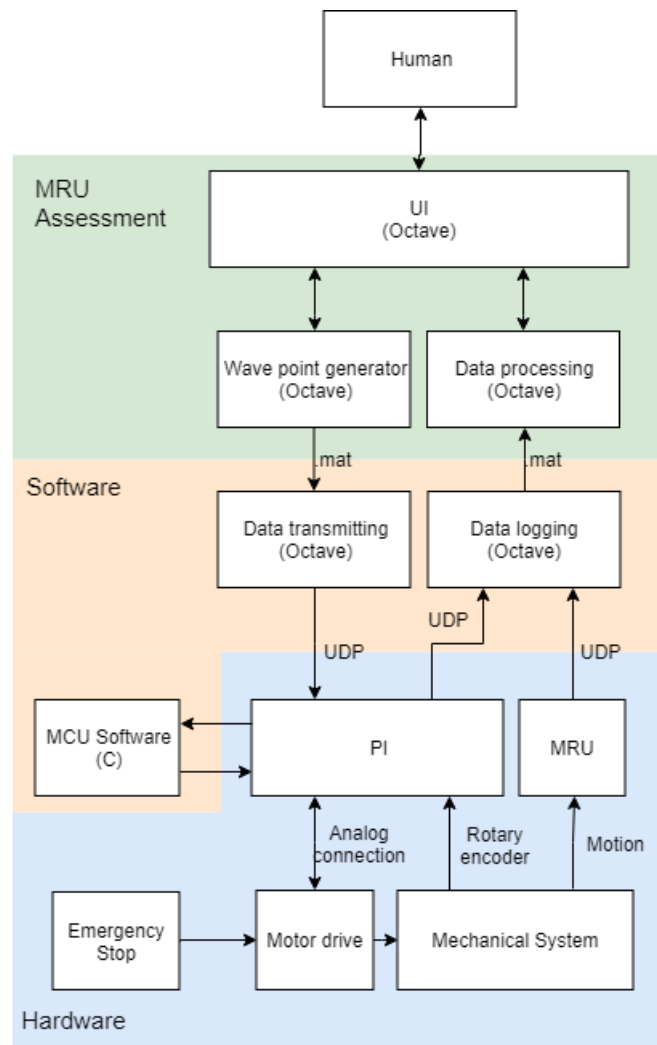 Human
MRU
Assessment
UI
(Octave)
Wave point generator
(Octave)
Data processing
(Octave)
.mat
.mat
Software
Data transmitting
(Octave)
Data logging
(Octave)
UDP
UDP
UDP
MCU Software
(C)
PI
MRU
Analog
connection
Rotary
encoder
Motion
Emergency
Stop
Motor drive
Mechanical System
Hardware